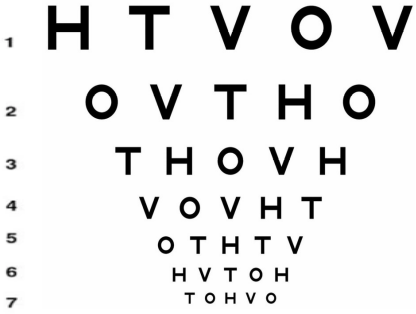 1 H T V O V
2 O V T H O
3 T H O V H
4 V O V H T
5 O T H T V
6 H V T O H
7 T O H V O